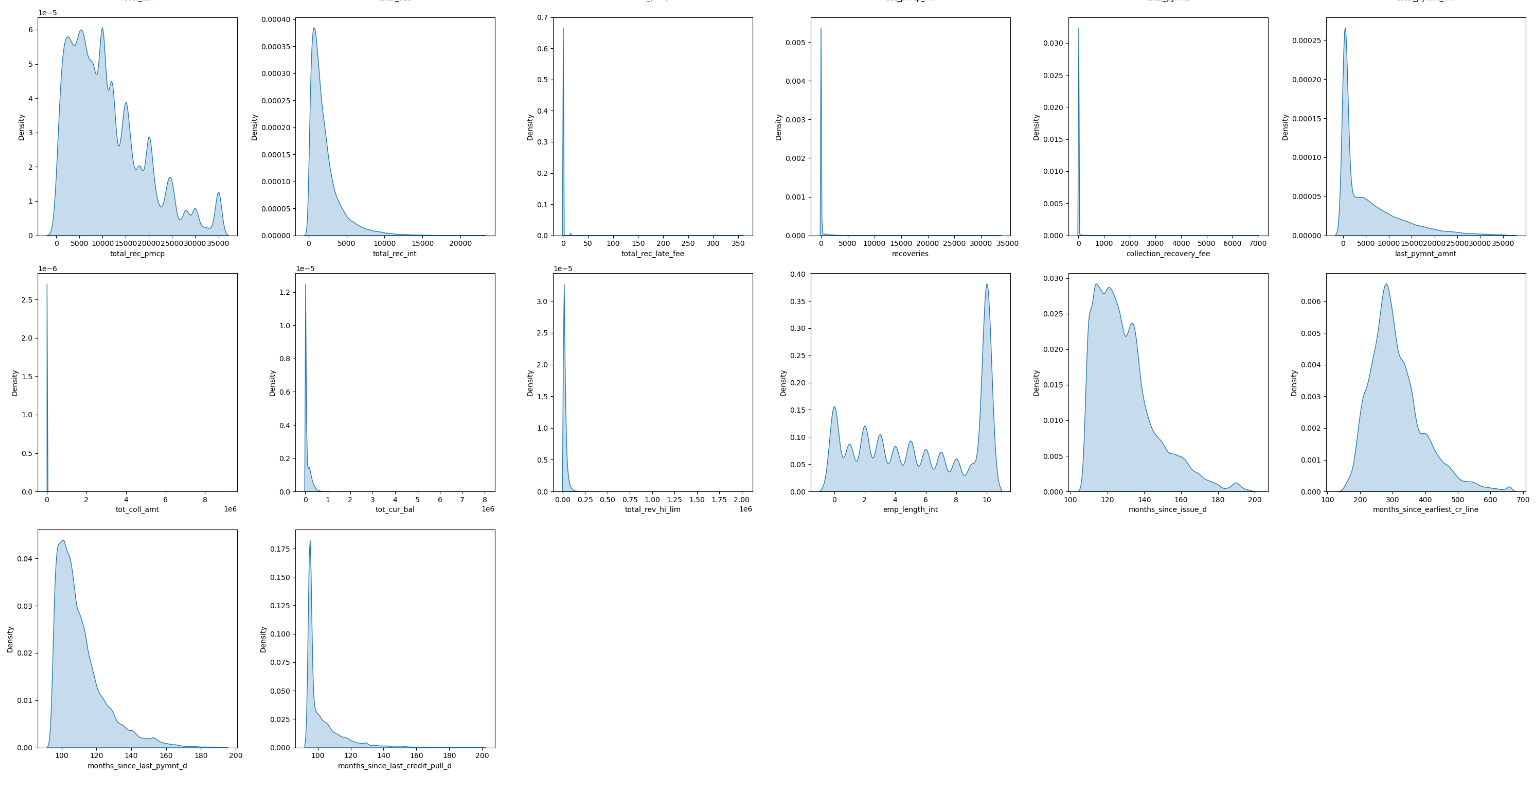 1e−5
6
5
4
3
2
1
0
Density
0 5000 10000 15000 20000 25000 30000 35000
total_rec_prncp
0.00040
0.00035
0.00030
0.00025
0.00020
0.00015
0.00010
0.00005
0.00000
Density
0 5000 10000 15000 20000
total_rec_int
0.7
0.6
0.5
0.4
0.3
0.2
0.1
0.0
Density
0 50 100 150 200 250 300 350
total_rec_late_fee
0.005
0.004
0.003
0.002
0.001
0.000
Density
0 5000 10000 15000 20000 25000 30000 35000
recoveries
0.030
0.025
0.020
0.015
0.010
0.005
0.000
Density
0 1000 2000 3000 4000 5000 6000 7000
collection_recovery_fee
0.00025
0.00020
0.00015
0.00010
0.00005
0.00000
Density
0 5000 10000 15000 20000 25000 30000 35000
last_pymnt_amnt
1e−6
2.5
2.0
1.5
1.0
0.5
0.0
Density
0 2 4 6 8
1e6
tot_coll_amt
1e−5
1.2
1.0
0.8
0.6
0.4
0.2
0.0
Density
0 1 2 3 4 5 6 7 8
1e6
tot_cur_bal
1e−5
3.0
2.5
2.0
1.5
1.0
0.5
0.0
Density
0.00 0.25 0.50 0.75 1.00 1.25 1.50 1.75 2.00
1e6
total_rev_hi_lim
0.40
0.35
0.30
0.25
0.20
0.15
0.10
0.05
0.00
Density
0 2 4 6 8 10
emp_length_int
0.030
0.025
0.020
0.015
0.010
0.005
0.000
Density
100 120 140 160 180 200
months_since_issue_d
0.006
0.005
0.004
0.003
0.002
0.001
0.000
Density
100 200 300 400 500 600 700
months_since_earliest_cr_line
0.04
0.03
0.02
0.01
0.00
Density
100 120 140 160 180 200
months_since_last_pymnt_d
0.175
0.150
0.125
0.100
0.075
0.050
0.025
0.000
Density
100 120 140 160 180 200
months_since_last_credit_pull_d